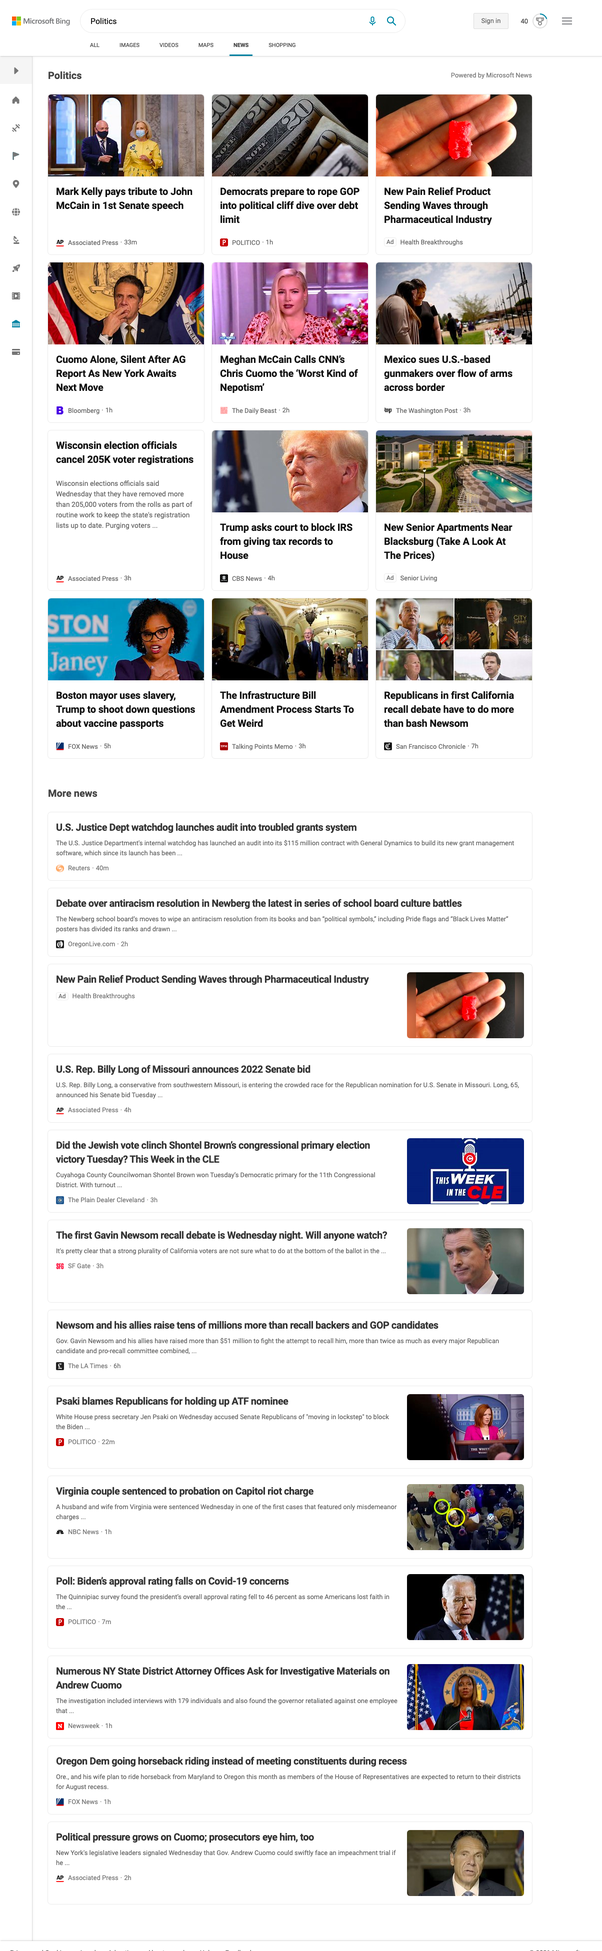 Microsoft Bing
Politics
Sign in
40
ALL
IMAGES
VIDEOS
MAPS
NEWS
SHOPPING
Politics
Powered by Microsoft News
Mark Kelly pays tribute to John
McCain in 1st Senate speech
AP Associated Press · 33m
Democrats prepare to rope GOP
into political cliff dive over debt
limit
POLITICO · 1h
New Pain Relief Product
Sending Waves through
Pharmaceutical Industry
Ad Health Breakthroughs
Cuomo Alone, Silent After AG
Report As New York Awaits
Next Move
B Bloomberg · 1h
Meghan McCain Calls CNN's
Chris Cuomo the 'Worst Kind of
Nepotism'
The Daily Beast · 2h
Mexico sues U.S.-based
gunmakers over flow of arms
across border
wp The Washington Post · 3h
Wisconsin election officials
cancel 205K voter registrations
Wisconsin elections officials said
Wednesday that they have removed more
than 205,000 voters from the rolls as part of
routine work to keep the state's registration
lists up to date. Purging voters ...
AP Associated Press · 3h
Trump asks court to block IRS
from giving tax records to
House
CBS News · 4h
New Senior Apartments Near
Blacksburg (Take A Look At
The Prices)
Ad Senior Living
STON
Janey
Boston mayor uses slavery,
Trump to shoot down questions
about vaccine passports
FOX News · 5h
The Infrastructure Bill
Amendment Process Starts To
Get Weird
Talking Points Memo · 3h
Republicans in first California
recall debate have to do more
than bash Newsom
San Francisco Chronicle · 7h
More news
U.S. Justice Dept watchdog launches audit into troubled grants system
The U.S. Justice Department's internal watchdog has launched an audit into its $115 million contract with General Dynamics to build its new grant management
software, which since its launch has been ...
Reuters · 40m
Debate over antiracism resolution in Newberg the latest in series of school board culture battles
The Newberg school board's moves to wipe an antiracism resolution from its books and ban "political symbols," including Pride flags and "Black Lives Matter"
posters has divided its ranks and drawn ...
OregonLive.com · 2h
New Pain Relief Product Sending Waves through Pharmaceutical Industry
Ad Health Breakthroughs
U.S. Rep. Billy Long of Missouri announces 2022 Senate bid
U.S. Rep. Billy Long, a conservative from southwestern Missouri, is entering the crowded race for the Republican nomination for U.S. Senate in Missouri. Long, 65,
announced his Senate bid Tuesday ...
AP Associated Press · 4h
Did the Jewish vote clinch Shontel Brown's congressional primary election
victory Tuesday? This Week in the CLE
Cuyahoga County Councilwoman Shontel Brown won Tuesday's Democratic primary for the 11th Congressional
District. With turnout ...
The Plain Dealer Cleveland · 3h
THIS WEEK
IN THE CLE
The first Gavin Newsom recall debate is Wednesday night. Will anyone watch?
It's pretty clear that a strong plurality of California voters are not sure what to do at the bottom of the ballot in the ...
SF Gate · 3h
Newsom and his allies raise tens of millions more than recall backers and GOP candidates
Gov. Gavin Newsom and his allies have raised more than $51 million to fight the attempt to recall him, more than twice as much as every major Republican
candidate and pro-recall committee combined, ...
The LA Times · 6h
Psaki blames Republicans for holding up ATF nominee
White House press secretary Jen Psaki on Wednesday accused Senate Republicans of "moving in lockstep" to block
the Biden ...
POLITICO · 22m
Virginia couple sentenced to probation on Capitol riot charge
A husband and wife from Virginia were sentenced Wednesday in one of the first cases that featured only misdemeanor
charges ...
NBC News · 1h
Poll: Biden's approval rating falls on Covid-19 concerns
The Quinnipiac survey found the president's overall approval rating fell to 46 percent as some Americans lost faith in
the ...
POLITICO · 7m
Numerous NY State District Attorney Offices Ask for Investigative Materials on
Andrew Cuomo
The investigation included interviews with 179 individuals and also found the governor retaliated against one employee
that ...
N Newsweek · 1h
Oregon Dem going horseback riding instead of meeting constituents during recess
Ore., and his wife plan to ride horseback from Maryland to Oregon this month as members of the House of Representatives are expected to return to their districts
for August recess.
FOX News · 1h
Political pressure grows on Cuomo; prosecutors eye him, too
New York's legislative leaders signaled Wednesday that Gov. Andrew Cuomo could swiftly face an impeachment trial if
he ...
AP Associated Press · 2h